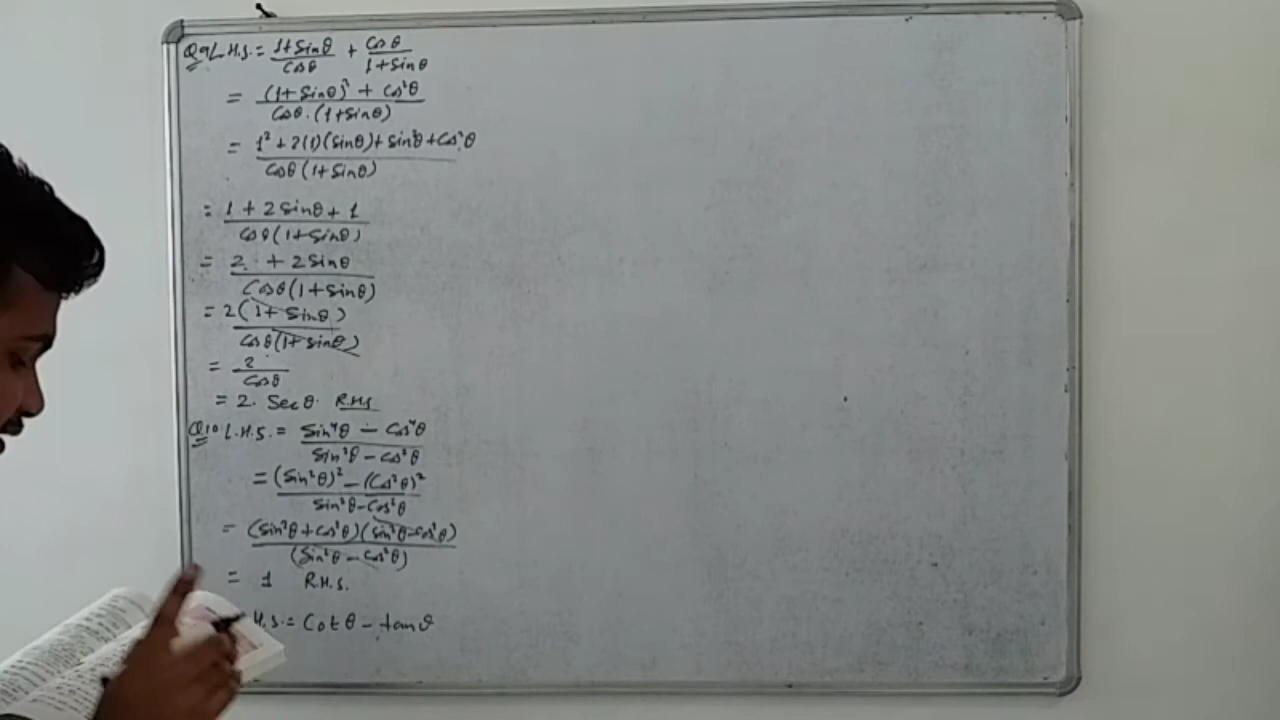 Q9 L.H.S. = 1+Sinθ/Cosθ + Cosθ/1+Sinθ
= (1+Sinθ)² + Cos²θ / Cosθ.(1+Sinθ)
= 1² + 2(1)(Sinθ) + Sin²θ + Cos²θ / Cosθ(1+Sinθ)
= 1 + 2Sinθ + 1 / Cosθ(1+Sinθ)
= 2 + 2Sinθ / Cosθ(1+Sinθ)
= 2(1+Sinθ) / Cosθ(1+Sinθ)
= 2/Cosθ
= 2. Secθ. R.H.S
Q10 L.H.S. = Sin⁴θ − Cos⁴θ / Sin²θ − Cos²θ
= (Sin²θ)² − (Cos²θ)² / Sin²θ − Cos²θ
= (Sin²θ + Cos²θ)(Sin²θ − Cos²θ) / (Sin²θ − Cos²θ)
= 1 R.H.S.
H.S. = Cotθ − tanθ